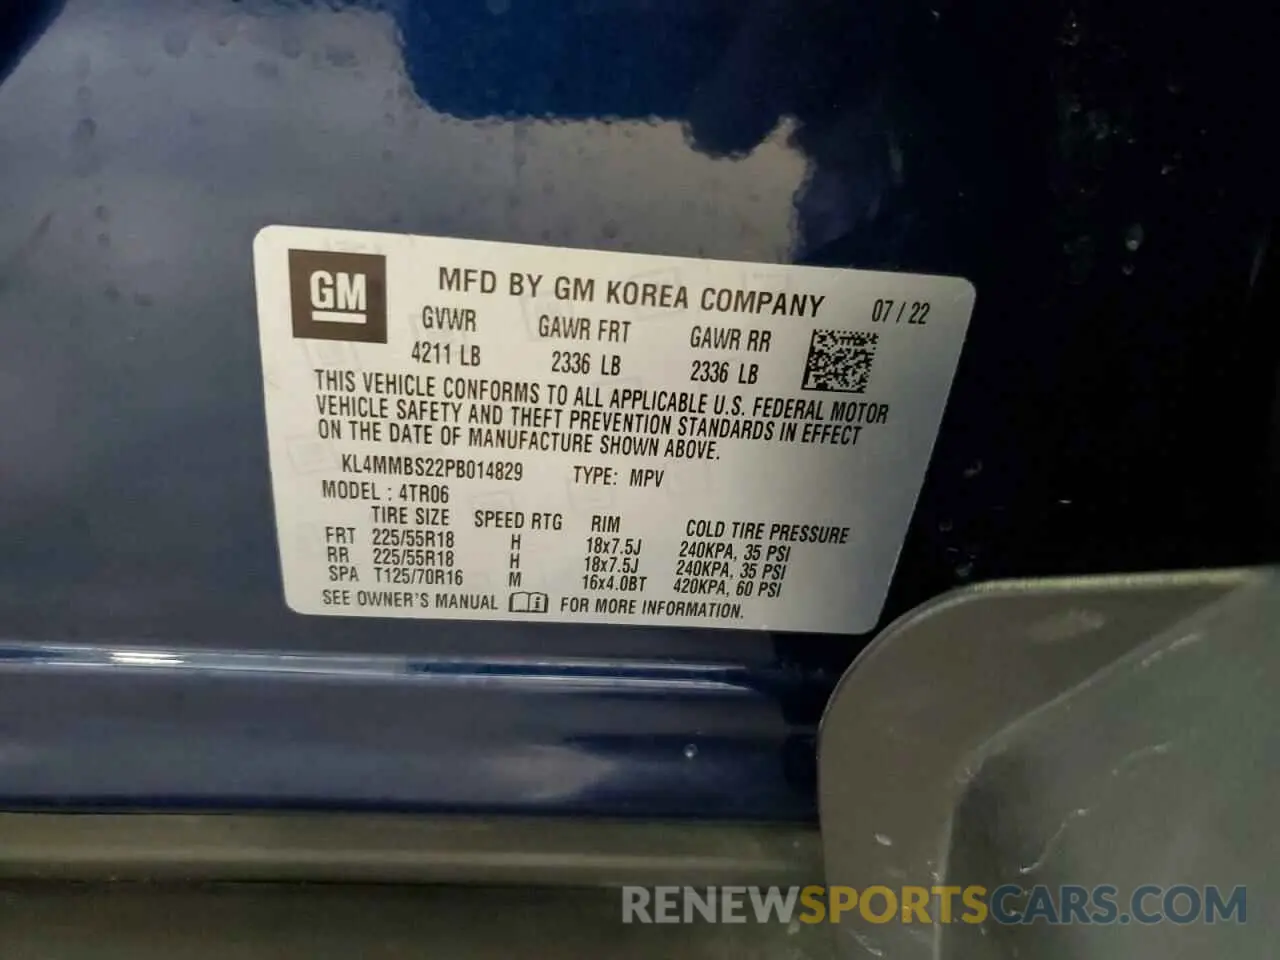 GM
MFD BY GM KOREA COMPANY 07 / 22
GVWR GAWR FRT GAWR RR
4211 LB 2336 LB 2336 LB
THIS VEHICLE CONFORMS TO ALL APPLICABLE U.S. FEDERAL MOTOR
VEHICLE SAFETY AND THEFT PREVENTION STANDARDS IN EFFECT
ON THE DATE OF MANUFACTURE SHOWN ABOVE.
KL4MMBS22PB014829 TYPE: MPV
MODEL : 4TR06
TIRE SIZE SPEED RTG RIM COLD TIRE PRESSURE
FRT 225/55R18 H 18x7.5J 240KPA, 35 PSI
RR 225/55R18 H 18x7.5J 240KPA, 35 PSI
SPA T125/70R16 M 16x4.0BT 420KPA, 60 PSI
SEE OWNER'S MANUAL FOR MORE INFORMATION.
RENEWSPORTSCARS.COM